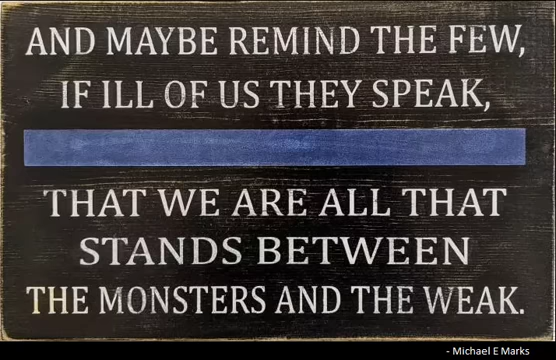 AND MAYBE REMIND THE FEW,
IF ILL OF US THEY SPEAK,
THAT WE ARE ALL THAT
STANDS BETWEEN
THE MONSTERS AND THE WEAK.
- Michael E Marks